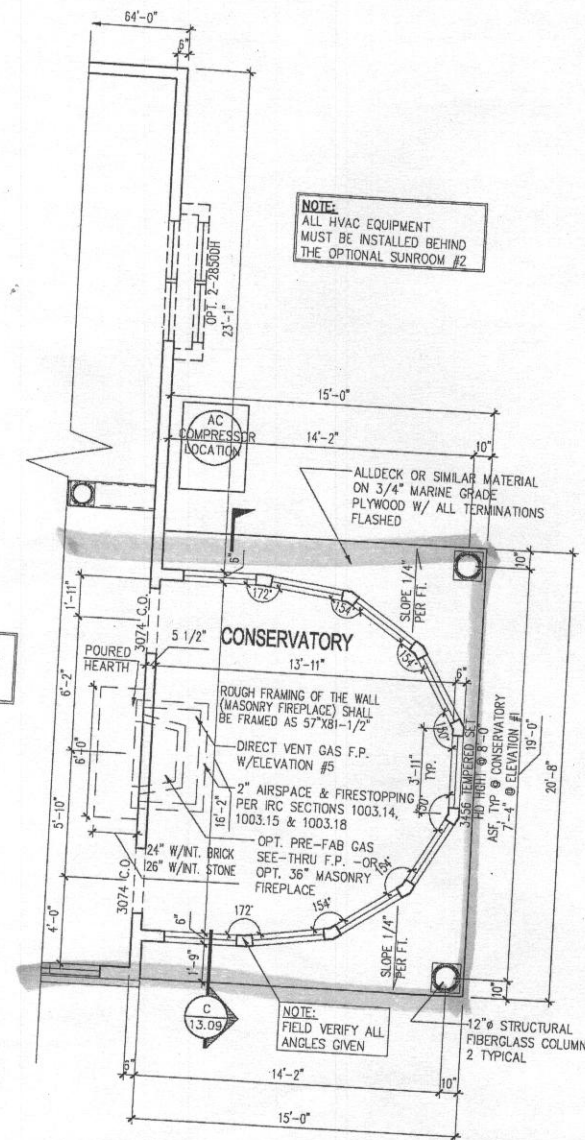 64'-0"
6"
NOTE:
ALL HVAC EQUIPMENT
MUST BE INSTALLED BEHIND
THE OPTIONAL SUNROOM #2
OPT. 2-2850DH
23'-1"
15'-0"
14'-2"
10"
AC
COMPRESSOR
LOCATION
ALLDECK OR SIMILAR MATERIAL
ON 3/4" MARINE GRADE
PLYWOOD W/ ALL TERMINATIONS
FLASHED
6"
10"
SLOPE 1/4"
PER FT.
1'-11"
3074 C.O.
172°
154°
154°
5 1/2"
CONSERVATORY
13'-11"
6"
POURED
HEARTH
6'-2"
6'-0"
ROUGH FRAMING OF THE WALL
(MASONRY FIREPLACE) SHALL
BE FRAMED AS 57"X81-1/2"
DIRECT VENT GAS F.P.
W/ELEVATION #5
2" AIRSPACE & FIRESTOPPING
PER IRC SECTIONS 1003.14,
1003.15 & 1003.18
16'-2"
OPT. PRE-FAB GAS
SEE-THRU F.P. -OR-
OPT. 36" MASONRY
FIREPLACE
3'-11"
TYP.
3456 TEMPERED SET
HD HGHT @ 8'-0"
ASF, TYP @ CONSERVATORY
7'-4" @ ELEVATION #1
19'-0"
20'-8"
5'-10"
24" W/INT. BRICK
26" W/INT. STONE
3074 C.O.
4'-0"
172°
154°
154°
6"
1'-9"
SLOPE 1/4"
PER FT.
10"
C
13.09
NOTE:
FIELD VERIFY ALL
ANGLES GIVEN
12"ø STRUCTURAL
FIBERGLASS COLUMN
2 TYPICAL
6"
14'-2"
10"
15'-0"